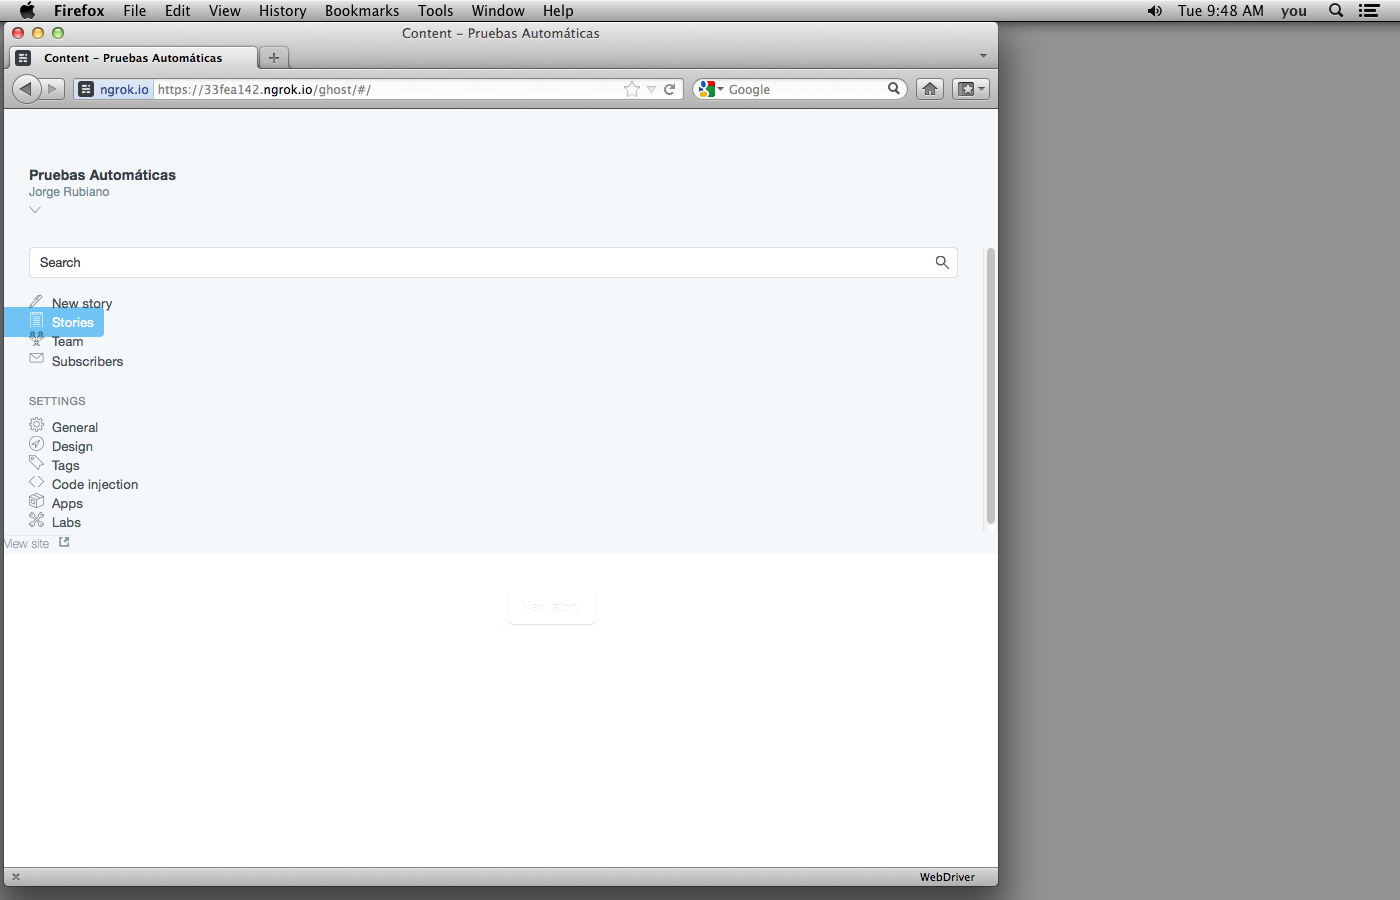 Firefox File Edit View History Bookmarks Tools Window Help Tue 9:48 AM you
Content – Pruebas Automáticas
Content – Pruebas Automáticas
ngrok.io https://33fea142.ngrok.io/ghost/#/ Google
Pruebas Automáticas
Jorge Rubiano
Search
New story
Stories
Team
Subscribers
SETTINGS
General
Design
Tags
Code injection
Apps
Labs
View site
New story
WebDriver